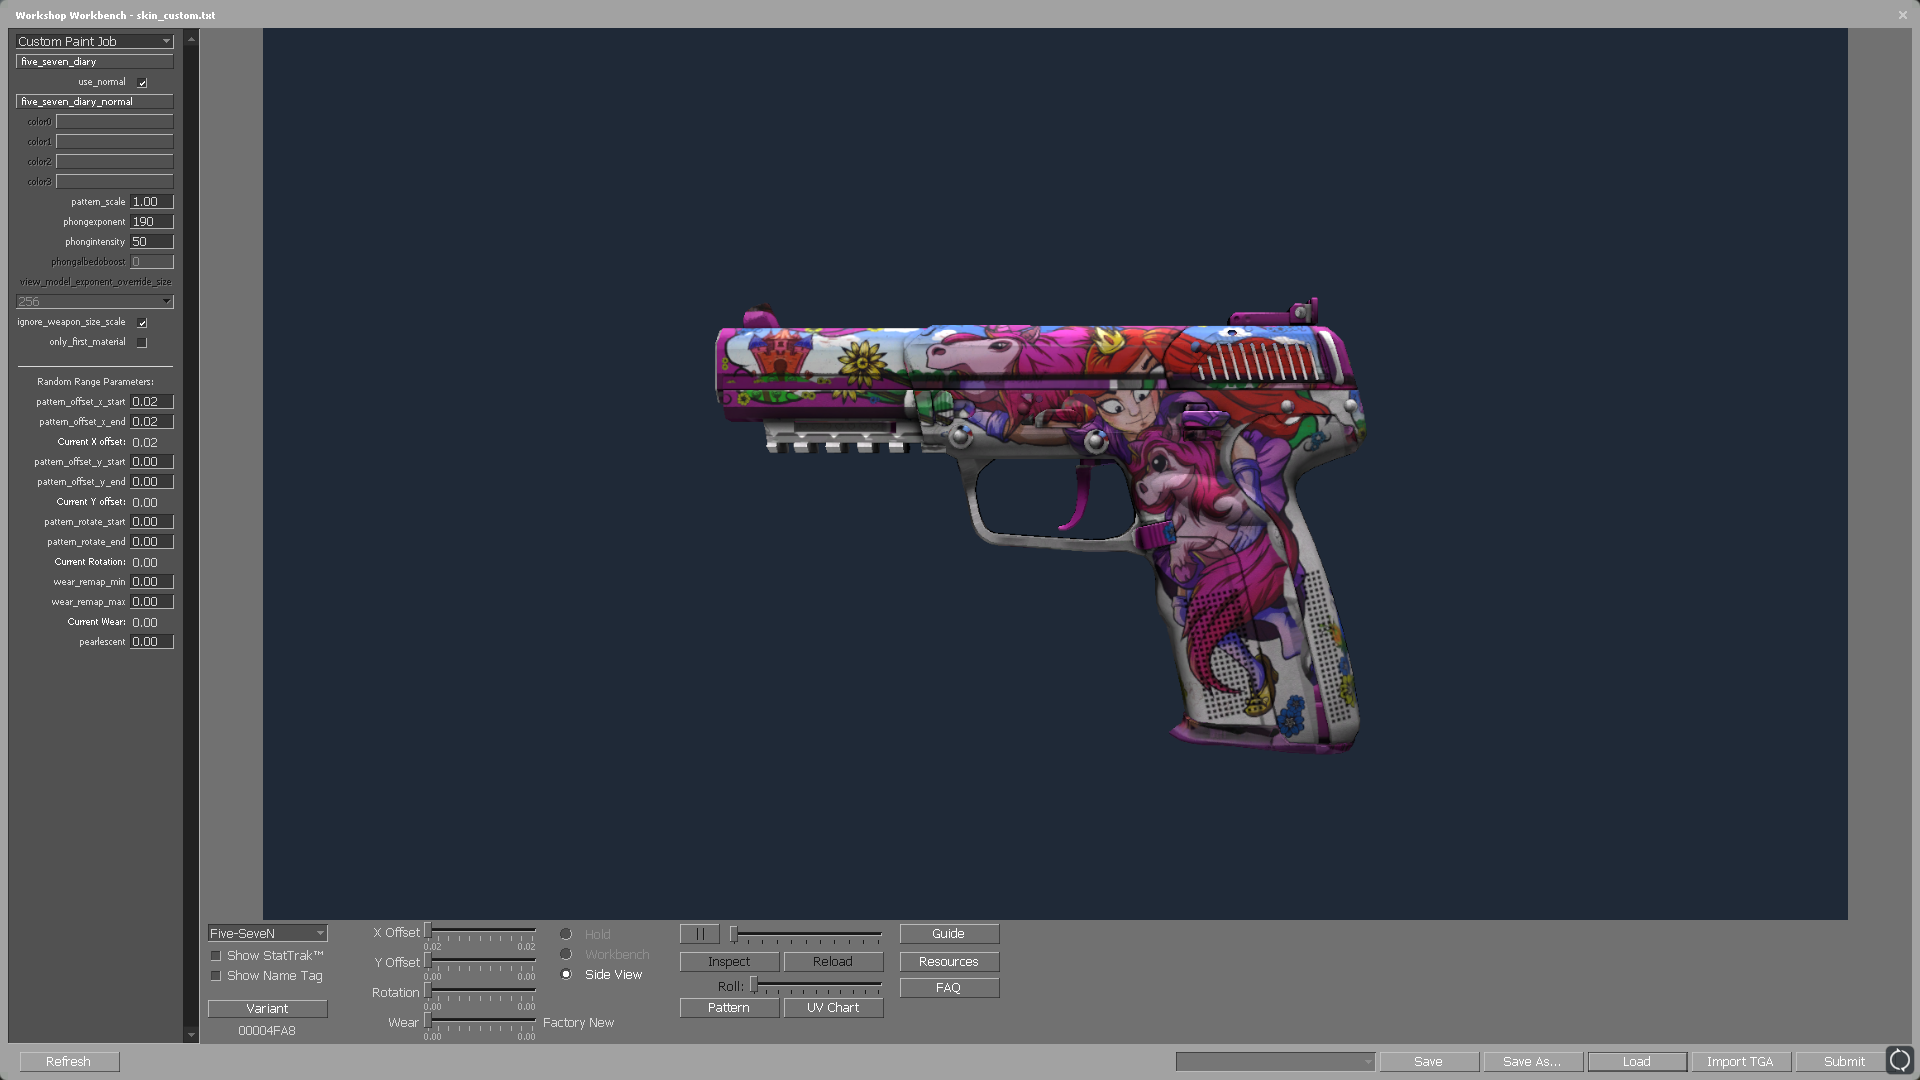 Workshop Workbench - skin_custom.txt
Custom Paint Job
five_seven_diary
use_normal
five_seven_diary_normal
color0
color1
color2
color3
pattern_scale 1.00
phongexponent 190
phongintensity 50
phongalbedoboost 0
view_model_exponent_override_size
256
ignore_weapon_size_scale
only_first_material
Random Range Parameters:
pattern_offset_x_start 0.02
pattern_offset_x_end 0.02
Current X offset: 0.02
pattern_offset_y_start 0.00
pattern_offset_y_end 0.00
Current Y offset: 0.00
pattern_rotate_start 0.00
pattern_rotate_end 0.00
Current Rotation: 0.00
wear_remap_min 0.00
wear_remap_max 0.00
Current Wear: 0.00
pearlescent 0.00
Five-SeveN
Show StatTrak™
Show Name Tag
Variant
00004FA8
X Offset
0.02 0.02
Y Offset
0.00 0.00
Rotation
0.00 0.00
Wear Factory New
0.00 0.00
Hold
Workbench
Side View
Inspect Reload
Roll:
Pattern UV Chart
Guide
Resources
FAQ
Refresh Save Save As... Load Import TGA Submit